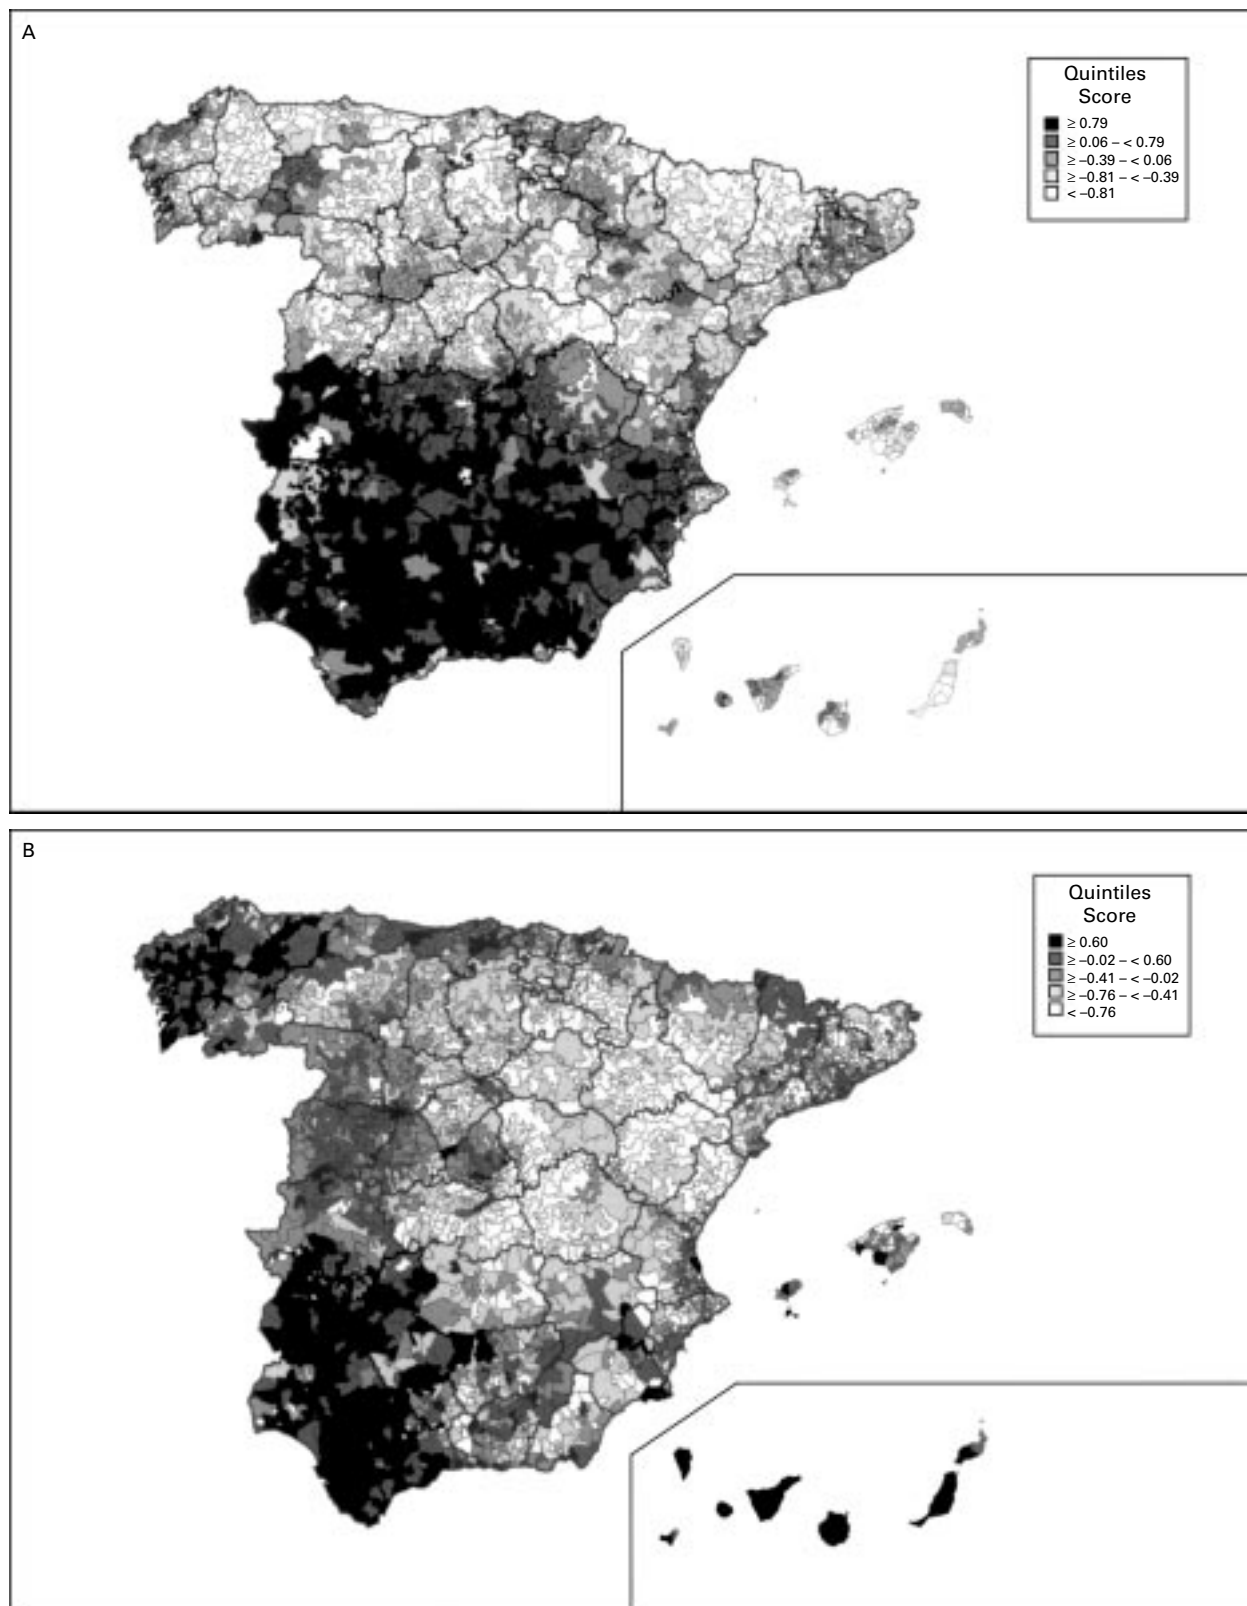 A
Quintiles
Score
≥ 0.79
≥ 0.06 – < 0.79
≥ –0.39 – < 0.06
≥ –0.81 – < –0.39
< –0.81
B
Quintiles
Score
≥ 0.60
≥ –0.02 – < 0.60
≥ –0.41 – < –0.02
≥ –0.76 – < –0.41
< –0.76